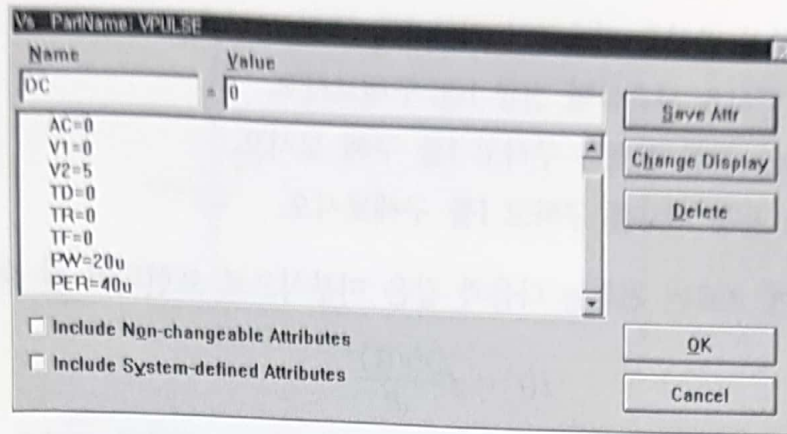 Vs PartName: VPULSE
Name
Value
DC
=
0
AC=0
V1=0
V2=5
TD=0
TR=0
TF=0
PW=20u
PER=40u
Save Attr
Change Display
Delete
Include Non-changeable Attributes
Include System-defined Attributes
OK
Cancel